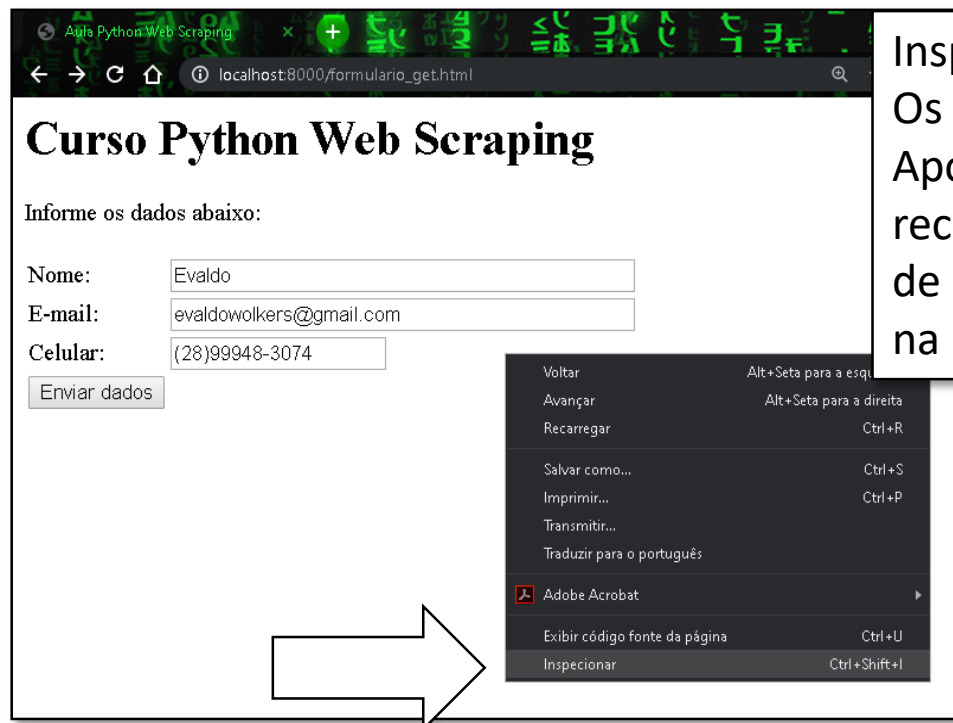 Aula Python Web Scraping
localhost:8000/formulario_get.html
Curso Python Web Scraping
Informe os dados abaixo:
Nome: Evaldo
E-mail: evaldowolkers@gmail.com
Celular: (28)99948-3074
Enviar dados
Voltar Alt+Seta para a
Avançar Alt+Seta para a direita
Recarregar Ctrl+R
Salvar como... Ctrl+S
Imprimir... Ctrl+P
Transmitir...
Traduzir para o português
Adobe Acrobat
Exibir código fonte da página Ctrl+U
Inspecionar Ctrl+Shift+I
Os
de
na